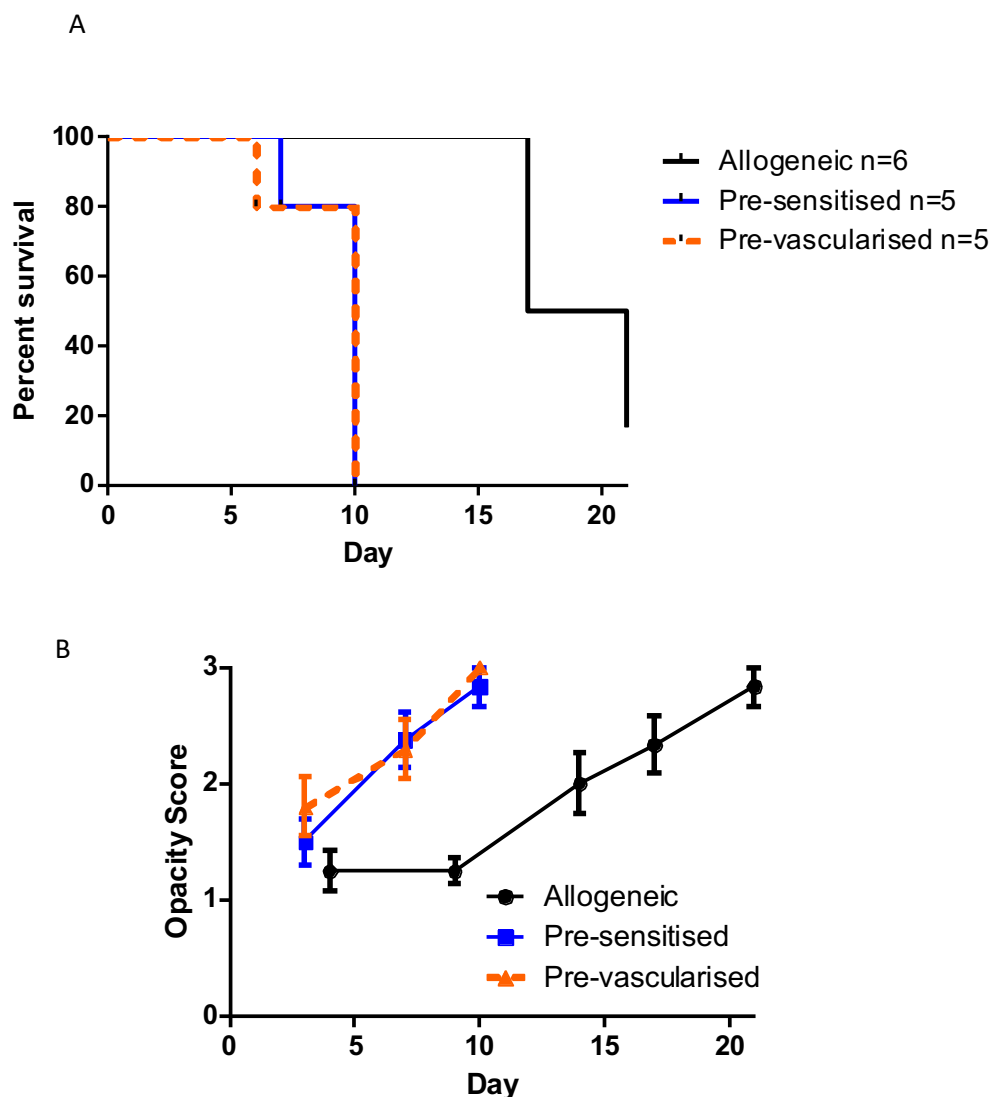 A
100
80
60
40
20
0
Percent survival
0 5 10 15 20
Day
Allogeneic n=6
Pre-sensitised n=5
Pre-vascularised n=5
B
3
2
1
0
Opacity Score
0 5 10 15 20
Day
Allogeneic
Pre-sensitised
Pre-vascularised